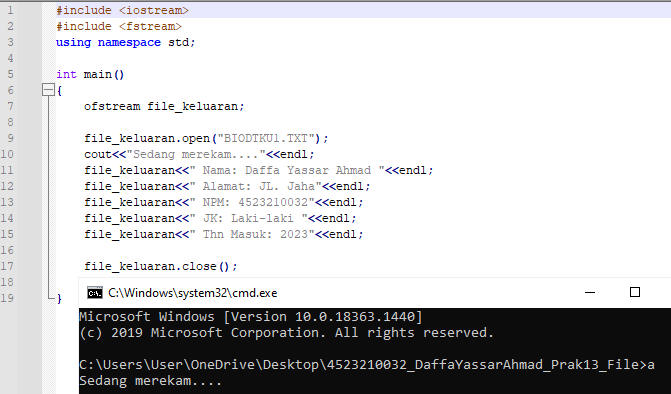 1 #include <iostream>
2 #include <fstream>
3 using namespace std;
4
5 int main()
6 {
7 ofstream file_keluaran;
8
9 file_keluaran.open("BIODTKU1.TXT");
10 cout<<"Sedang merekam...."<<endl;
11 file_keluaran<<" Nama: Daffa Yassar Ahmad "<<endl;
12 file_keluaran<<" Alamat: JL. Jaha"<<endl;
13 file_keluaran<<" NPM: 4523210032"<<endl;
14 file_keluaran<<" JK: Laki-laki "<<endl;
15 file_keluaran<<" Thn Masuk: 2023"<<endl;
16
17 file_keluaran.close();
18
19 }
C:\Windows\system32\cmd.exe
Microsoft Windows [Version 10.0.18363.1440]
(c) 2019 Microsoft Corporation. All rights reserved.
C:\Users\User\OneDrive\Desktop\4523210032_DaffaYassarAhmad_Prak13_File>a
Sedang merekam....